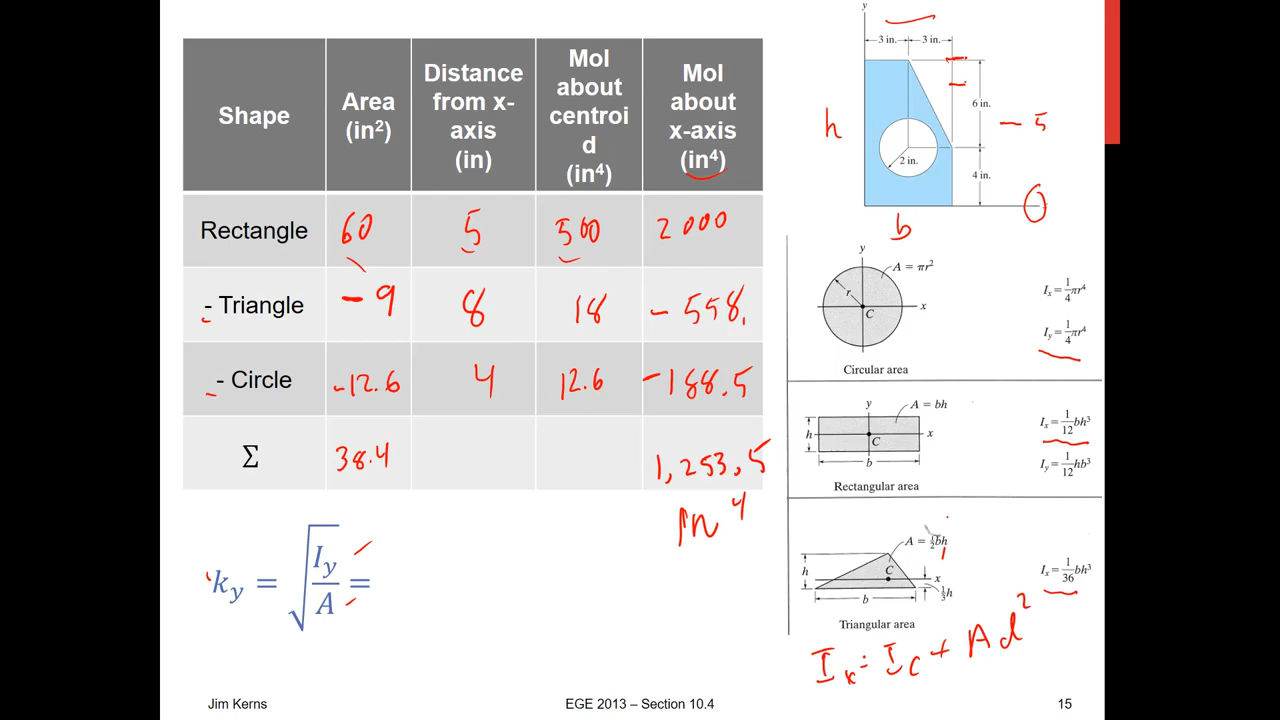 Shape
Area
(in²)
Distance
from x-
axis
(in)
MoI
about
centroi
d
(in⁴)
MoI
about
x-axis
(in⁴)
Rectangle
60
5
500
2000
- Triangle
-9
8
18
-558.
- Circle
-12.6
4
12.6
-188.5
Σ
38.4
1,253.5
in⁴
k_y = √(I_y/A) =
y
3 in.
3 in.
6 in.
- 5
h
2 in.
4 in.
b
y
A = πr²
r
x
C
I_x = 1/4 πr⁴
I_y = 1/4 πr⁴
Circular area
y
A = bh
h
x
C
b
I_x = 1/12 bh³
I_y = 1/12 hb³
Rectangular area
A = 1/2 bh
h
C
x
1/3 h
b
I_x = 1/36 bh³
Triangular area
I_x = I_c + Ad²
Jim Kerns
EGE 2013 – Section 10.4
15